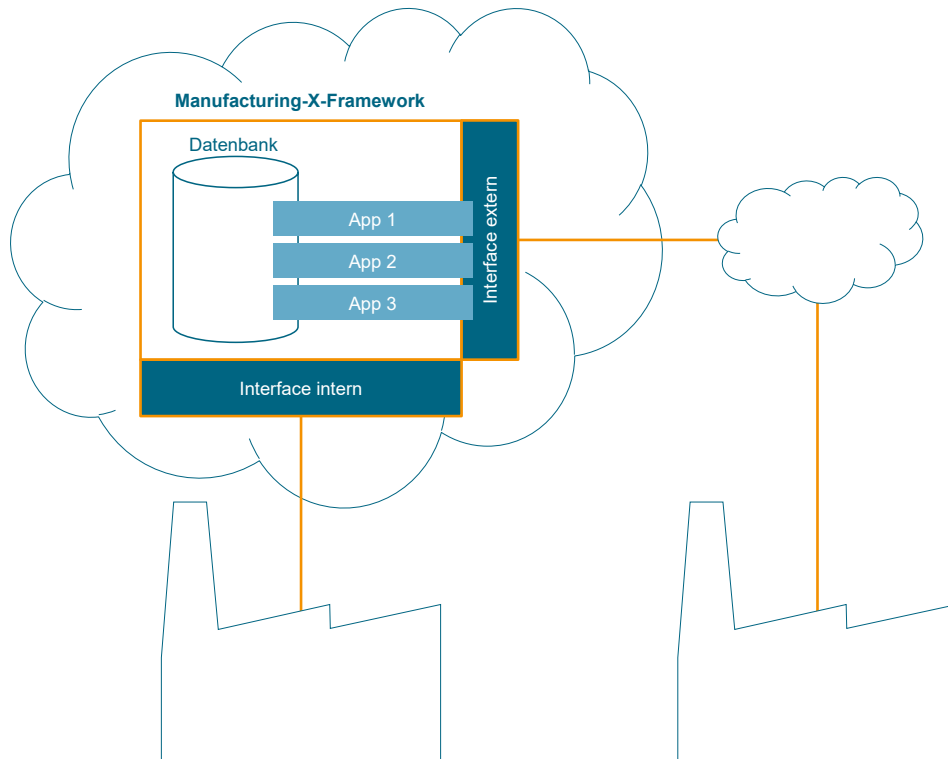 Manufacturing-X-Framework
Datenbank
App 1
App 2
App 3
Interface extern
Interface intern